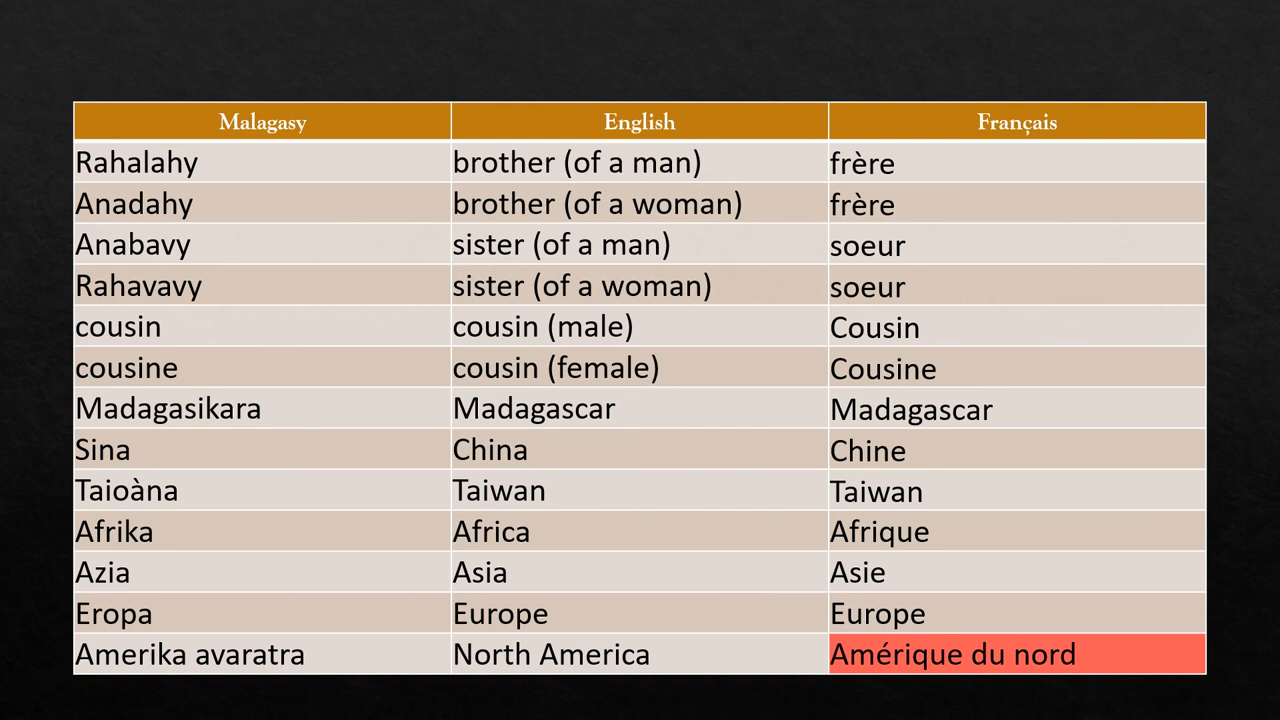 Malagasy English Français
Rahalahy brother (of a man) frère
Anadahy brother (of a woman) frère
Anabavy sister (of a man) soeur
Rahavavy sister (of a woman) soeur
cousin cousin (male) Cousin
cousine cousin (female) Cousine
Madagasikara Madagascar Madagascar
Sina China Chine
Taioàna Taiwan Taiwan
Afrika Africa Afrique
Azia Asia Asie
Eropa Europe Europe
Amerika avaratra North America Amérique du nord